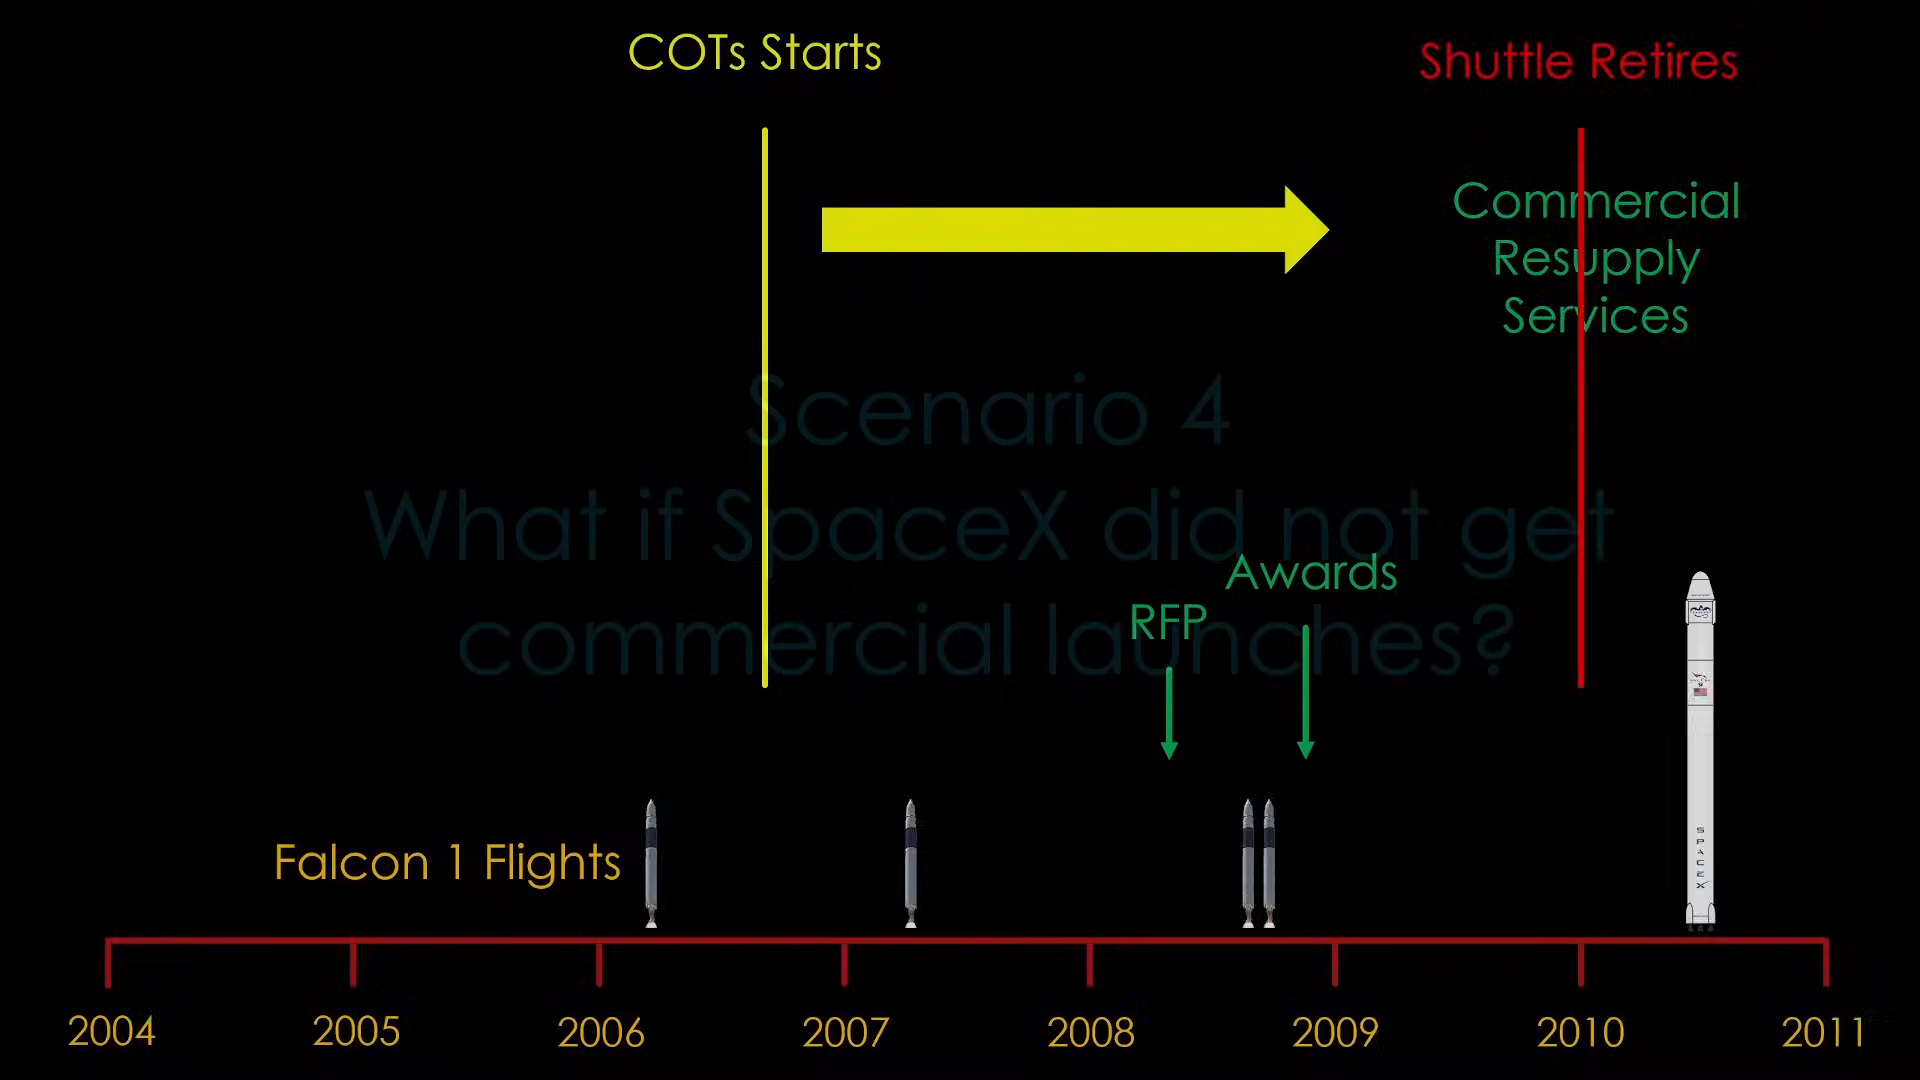 COTs Starts
Shuttle Retires
Commercial
Resupply
Services
Scenario 4
What if SpaceX did not get
commercial launches?
Awards
RFP
SPACEX
Falcon 1 Flights
2004
2005
2006
2007
2008
2009
2010
2011